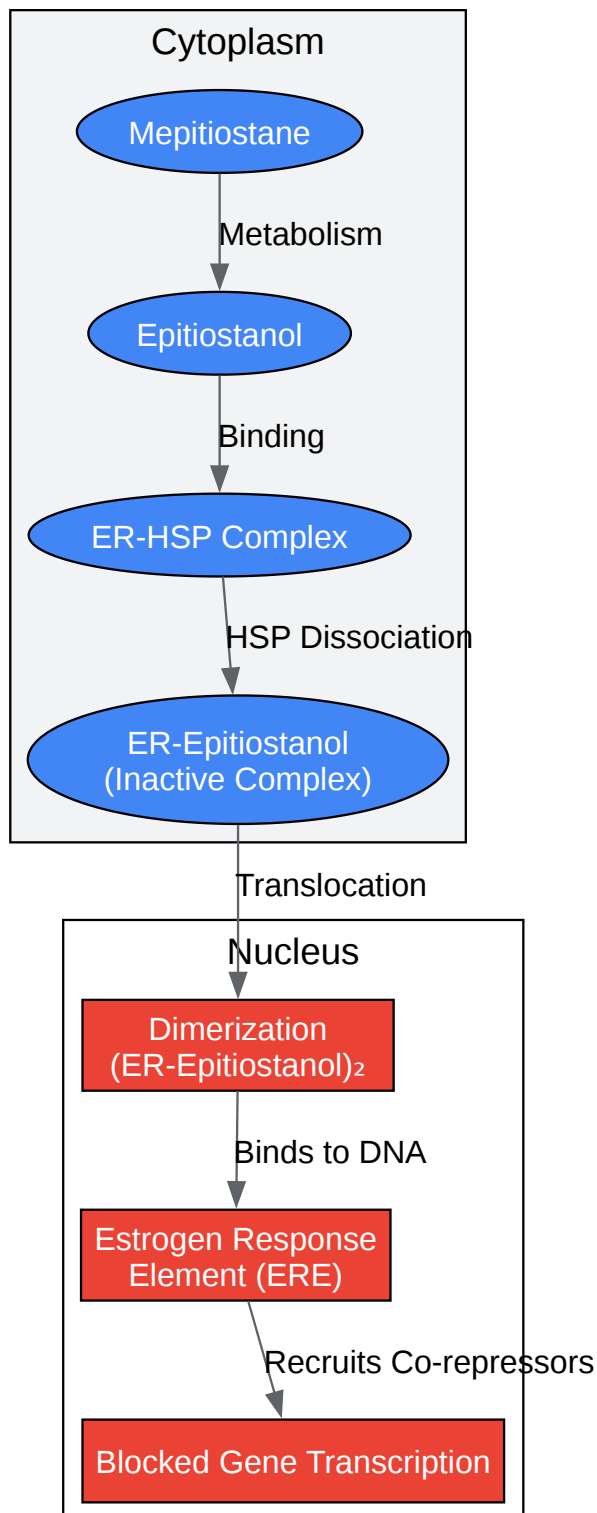 Cytoplasm
Mepitiostane
Metabolism
Epitiostanol
Binding
ER-HSP Complex
HSP Dissociation
ER-Epitiostanol
(Inactive Complex)
Translocation
Nucleus
Dimerization
(ER-Epitiostanol)₂
Binds to DNA
Estrogen Response
Element (ERE)
Recruits Co-repressors
Blocked Gene Transcription